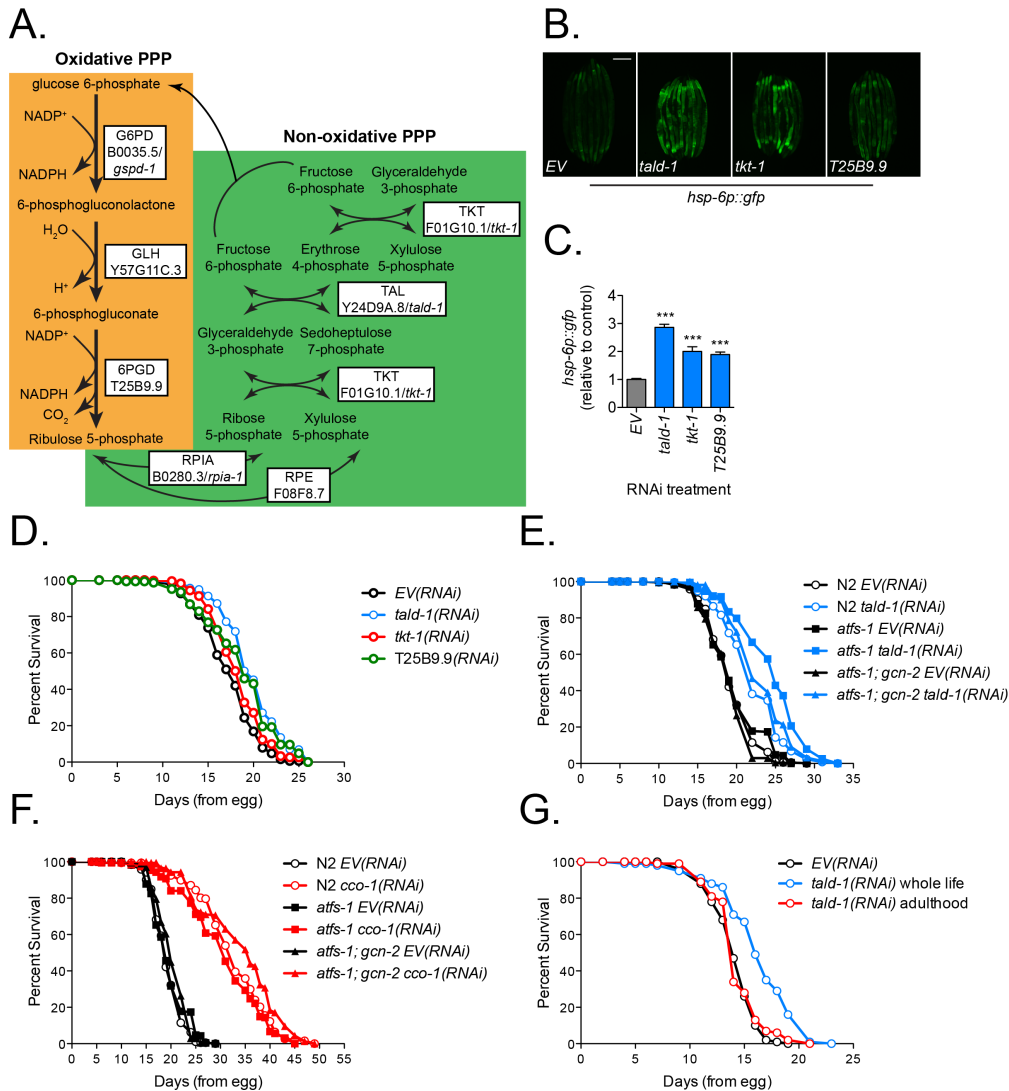 A.
Oxidative PPP
glucose 6-phosphate
NADP⁺
G6PD
B0035.5/
gspd-1
NADPH
6-phosphogluconolactone
H₂O
GLH
Y57G11C.3
H⁺
6-phosphogluconate
NADP⁺
6PGD
T25B9.9
NADPH
CO₂
Ribulose 5-phosphate
Non-oxidative PPP
Fructose Glyceraldehyde
6-phosphate 3-phosphate
TKT
F01G10.1/tkt-1
Fructose Erythrose Xylulose
6-phosphate 4-phosphate 5-phosphate
TAL
Y24D9A.8/tald-1
Glyceraldehyde Sedoheptulose
3-phosphate 7-phosphate
TKT
F01G10.1/tkt-1
Ribose Xylulose
5-phosphate 5-phosphate
RPIA
B0280.3/rpia-1
RPE
F08F8.7
B.
EV tald-1 tkt-1 T25B9.9
hsp-6p::gfp
C.
hsp-6p::gfp
(relative to control)
4
3
2
1
0
*** *** ***
EV tald-1 tkt-1 T25B9.9
RNAi treatment
D.
Percent Survival
100
80
60
40
20
0
0 5 10 15 20 25 30
Days (from egg)
EV(RNAi)
tald-1(RNAi)
tkt-1(RNAi)
T25B9.9(RNAi)
E.
Percent Survival
100
80
60
40
20
0
0 5 10 15 20 25 30 35
Days (from egg)
N2 EV(RNAi)
N2 tald-1(RNAi)
atfs-1 EV(RNAi)
atfs-1 tald-1(RNAi)
atfs-1; gcn-2 EV(RNAi)
atfs-1; gcn-2 tald-1(RNAi)
F.
Percent Survival
100
80
60
40
20
0
0 5 10 15 20 25 30 35 40 45 50 55
Days (from egg)
N2 EV(RNAi)
N2 cco-1(RNAi)
atfs-1 EV(RNAi)
atfs-1 cco-1(RNAi)
atfs-1; gcn-2 EV(RNAi)
atfs-1; gcn-2 cco-1(RNAi)
G.
Percent Survival
100
80
60
40
20
0
0 5 10 15 20 25
Days (from egg)
EV(RNAi)
tald-1(RNAi) whole life
tald-1(RNAi) adulthood